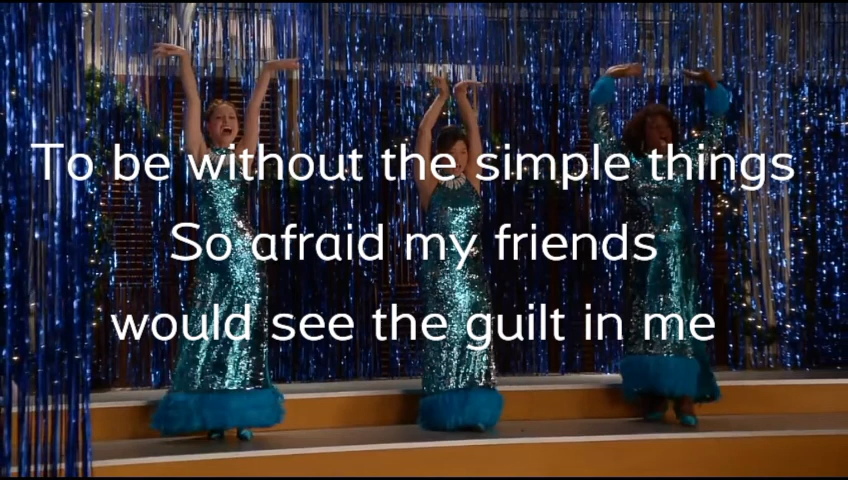 To be without the simple things
So afraid my friends
would see the guilt in me